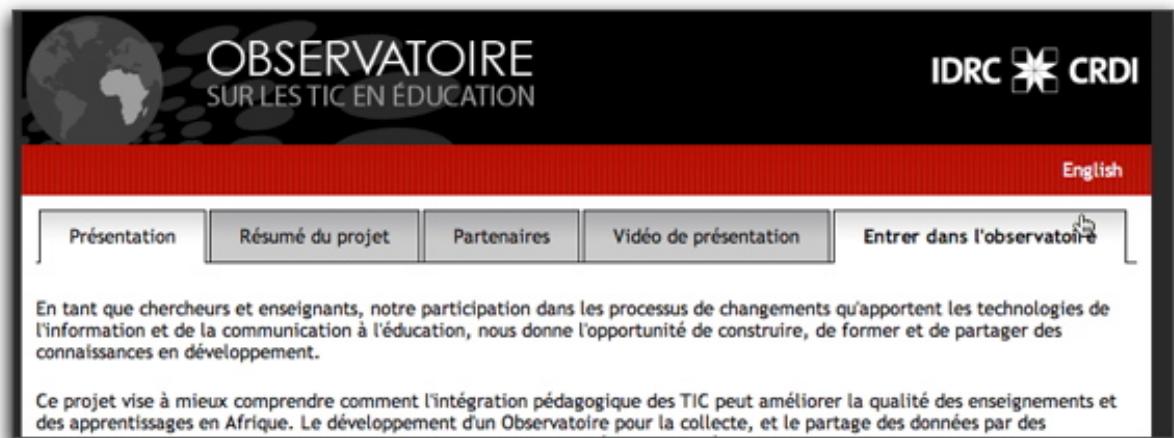 OBSERVATOIRE
SUR LES TIC EN ÉDUCATION
IDRC CRDI
English
Présentation
Résumé du projet
Partenaires
Vidéo de présentation
Entrer dans l'observatoire
En tant que chercheurs et enseignants, notre participation dans les processus de changements qu'apportent les technologies de
l'information et de la communication à l'éducation, nous donne l'opportunité de construire, de former et de partager des
connaissances en développement.
Ce projet vise à mieux comprendre comment l'intégration pédagogique des TIC peut améliorer la qualité des enseignements et
des apprentissages en Afrique. Le développement d'un Observatoire pour la collecte, et le partage des données par des